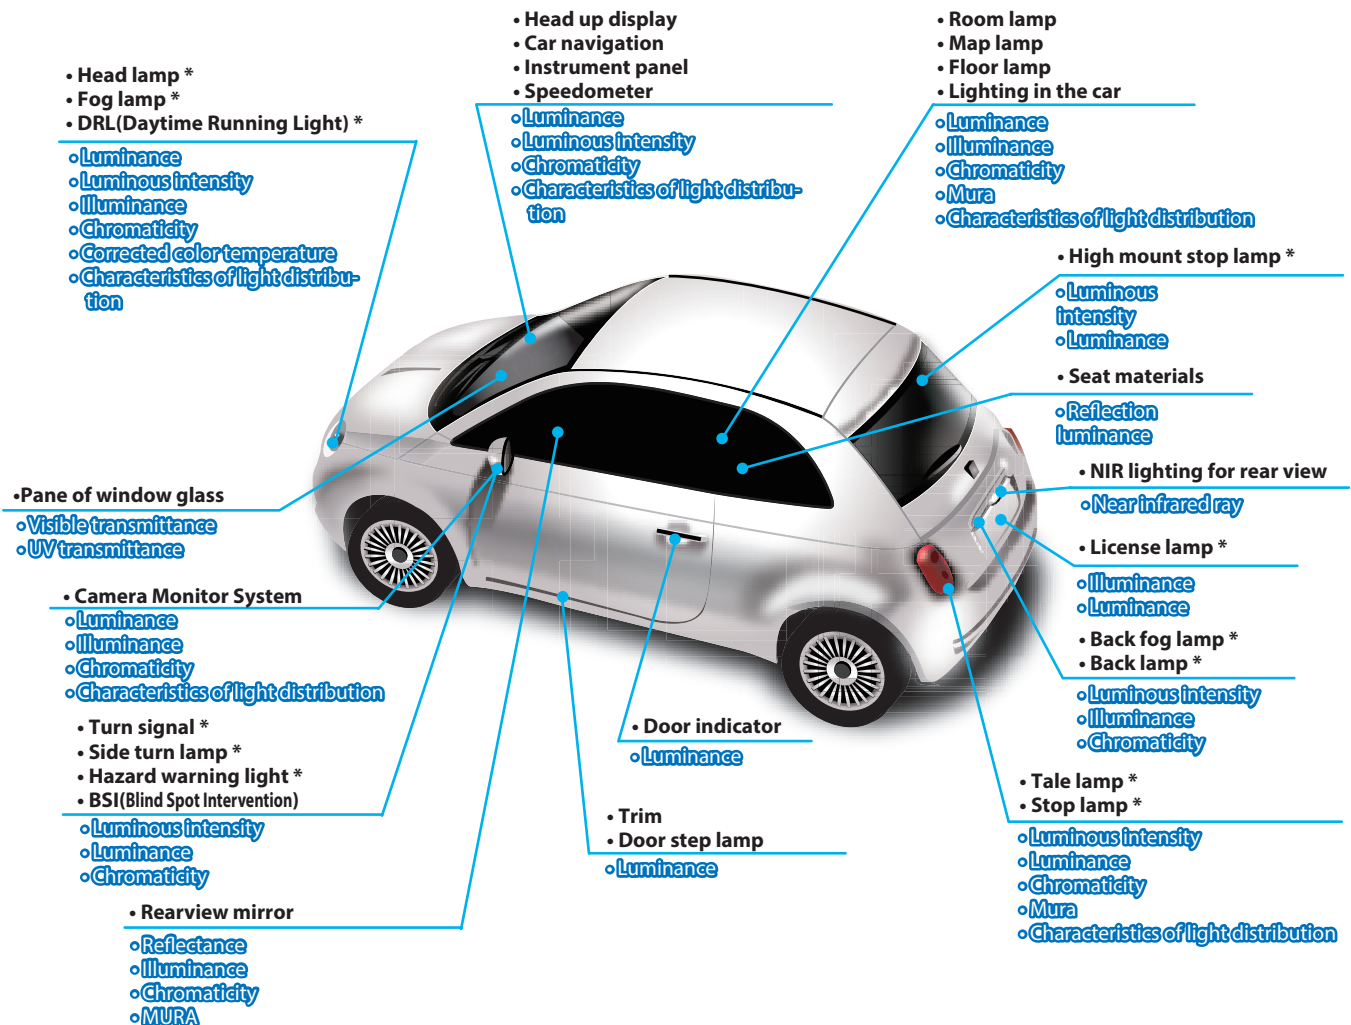 • Head up display
• Car navigation
• Instrument panel
• Speedometer
Luminance
Luminous intensity
Chromaticity
Characteristics of light distribu-
tion
• Room lamp
• Map lamp
• Floor lamp
• Lighting in the car
Luminance
Illuminance
Chromaticity
Mura
Characteristics of light distribution
• Head lamp *
• Fog lamp *
• DRL(Daytime Running Light) *
Luminance
Luminous intensity
Illuminance
Chromaticity
Corrected color temperature
Characteristics of light distribu-
tion
• High mount stop lamp *
Luminous
intensity
Luminance
• Seat materials
Reflection
luminance
• NIR lighting for rear view
Near infrared ray
• License lamp *
Illuminance
Luminance
• Back fog lamp *
• Back lamp *
Luminous intensity
Illuminance
Chromaticity
• Tale lamp *
• Stop lamp *
Luminous intensity
Luminance
Chromaticity
Mura
Characteristics of light distribution
•Pane of window glass
Visible transmittance
UV transmittance
• Camera Monitor System
Luminance
Illuminance
Chromaticity
Characteristics of light distribution
• Turn signal *
• Side turn lamp *
• Hazard warning light *
• BSI(Blind Spot Intervention)
Luminous intensity
Luminance
Chromaticity
• Rearview mirror
Reflectance
Illuminance
Chromaticity
MURA
• Door indicator
Luminance
• Trim
• Door step lamp
Luminance